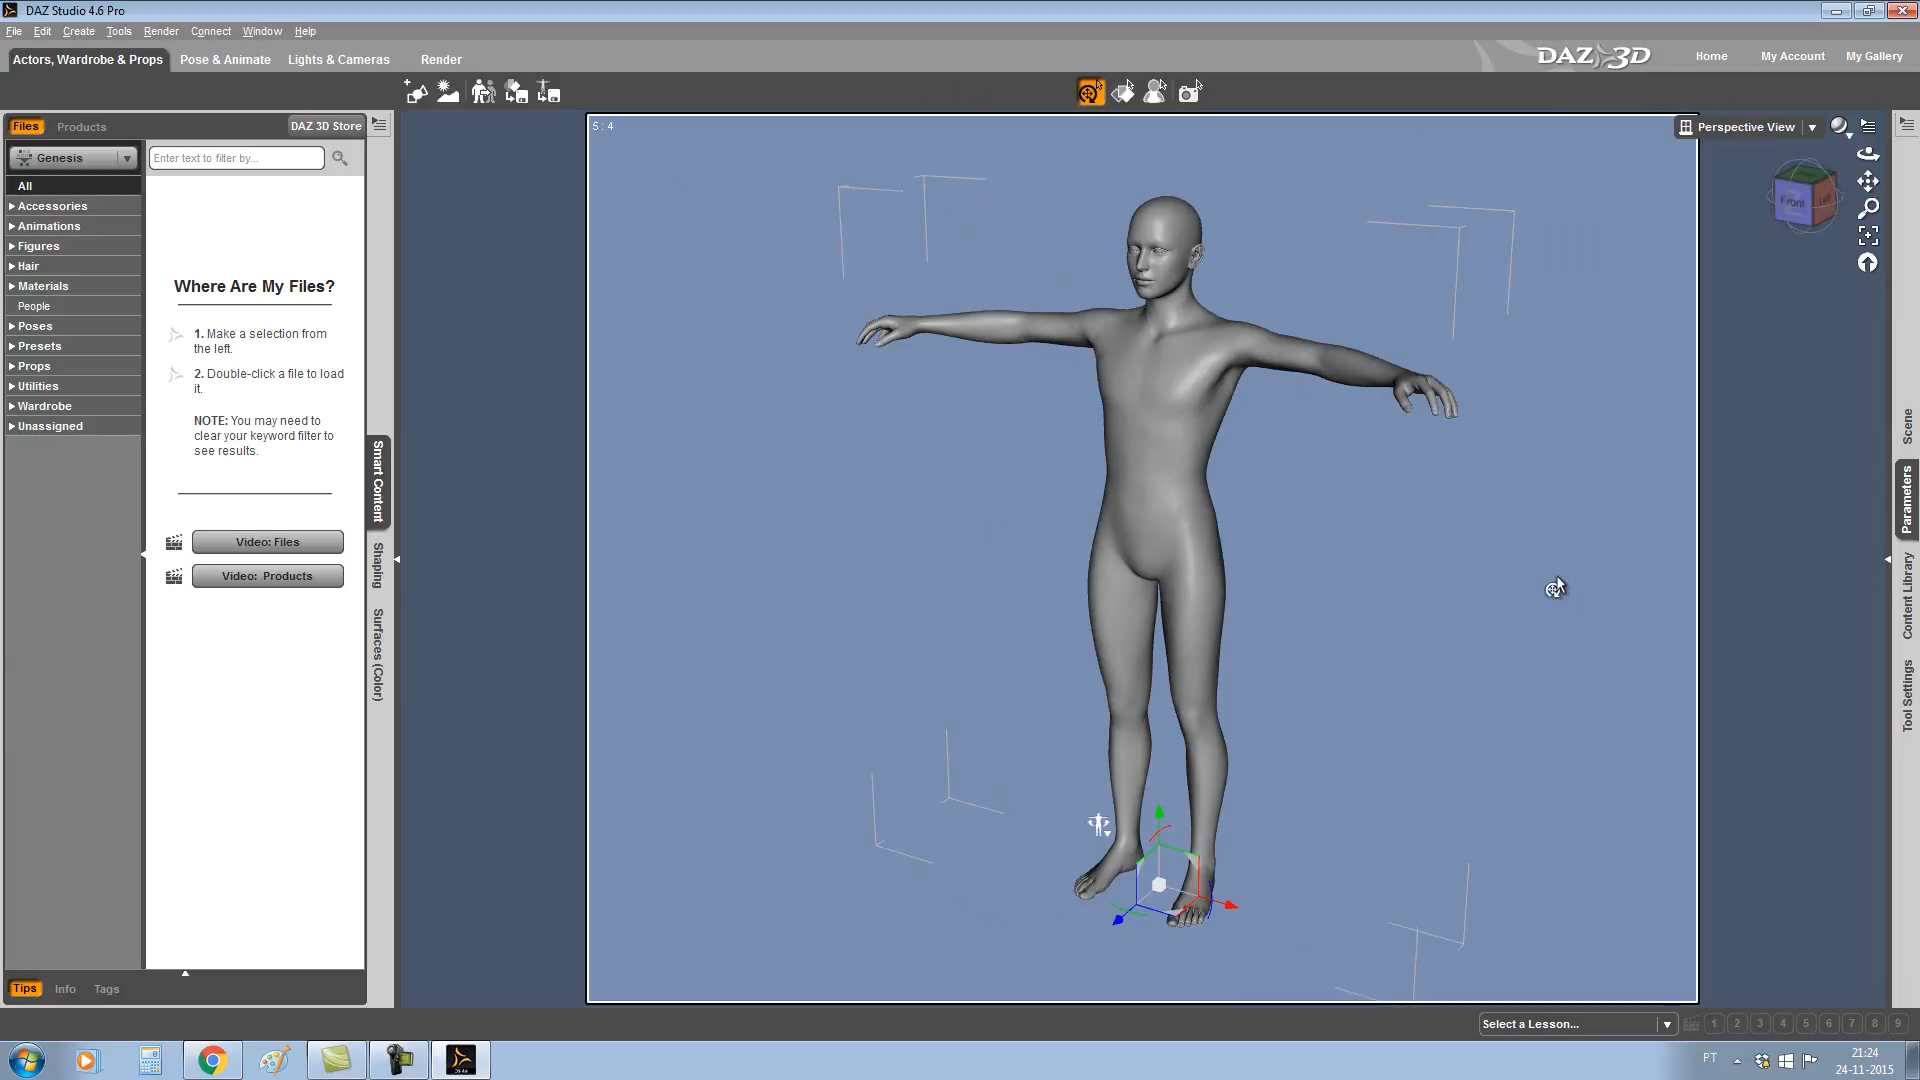 DAZ Studio 4.6 Pro
File Edit Create Tools Render Connect Window Help
Actors, Wardrobe & Props Pose & Animate Lights & Cameras Render
DAZ 3D
Home My Account My Gallery
Files Products DAZ 3D Store
5 : 4
Perspective View
Genesis
Enter text to filter by...
All
Accessories
Animations
Figures
Hair
Materials
People
Poses
Presets
Props
Utilities
Wardrobe
Unassigned
Where Are My Files?
1. Make a selection from
the left.
2. Double-click a file to load
it.
NOTE: You may need to
clear your keyword filter to
see results.
Video: Files
Video: Products
Smart Content
Shaping
Surfaces (Color)
Front Left
Scene
Parameters
Content Library
Tool Settings
Tips Info Tags
Select a Lesson...
1 2 3 4 5 6 7 8 9
PT
21:24
24-11-2015